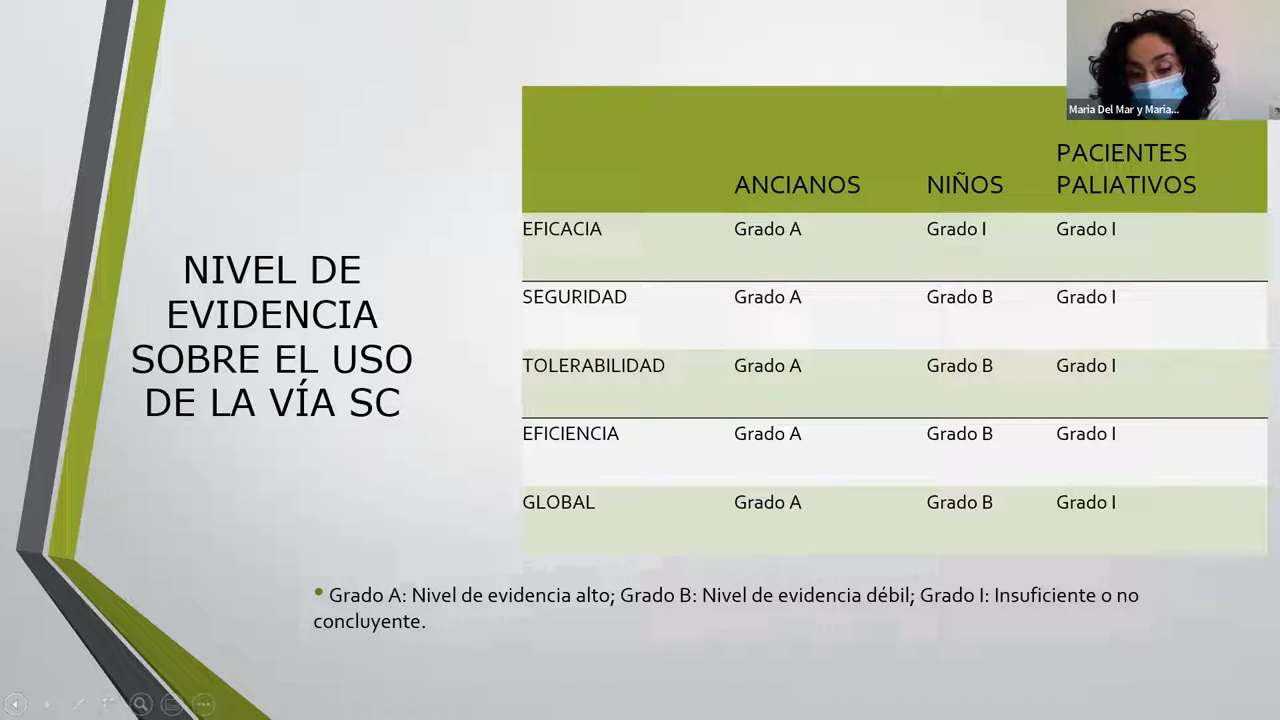 Maria Del Mar y Maria...
NIVEL DE
EVIDENCIA
SOBRE EL USO
DE LA VÍA SC
ANCIANOS NIÑOS PACIENTES PALIATIVOS
EFICACIA Grado A Grado I Grado I
SEGURIDAD Grado A Grado B Grado I
TOLERABILIDAD Grado A Grado B Grado I
EFICIENCIA Grado A Grado B Grado I
GLOBAL Grado A Grado B Grado I
• Grado A: Nivel de evidencia alto; Grado B: Nivel de evidencia débil; Grado I: Insuficiente o no
concluyente.